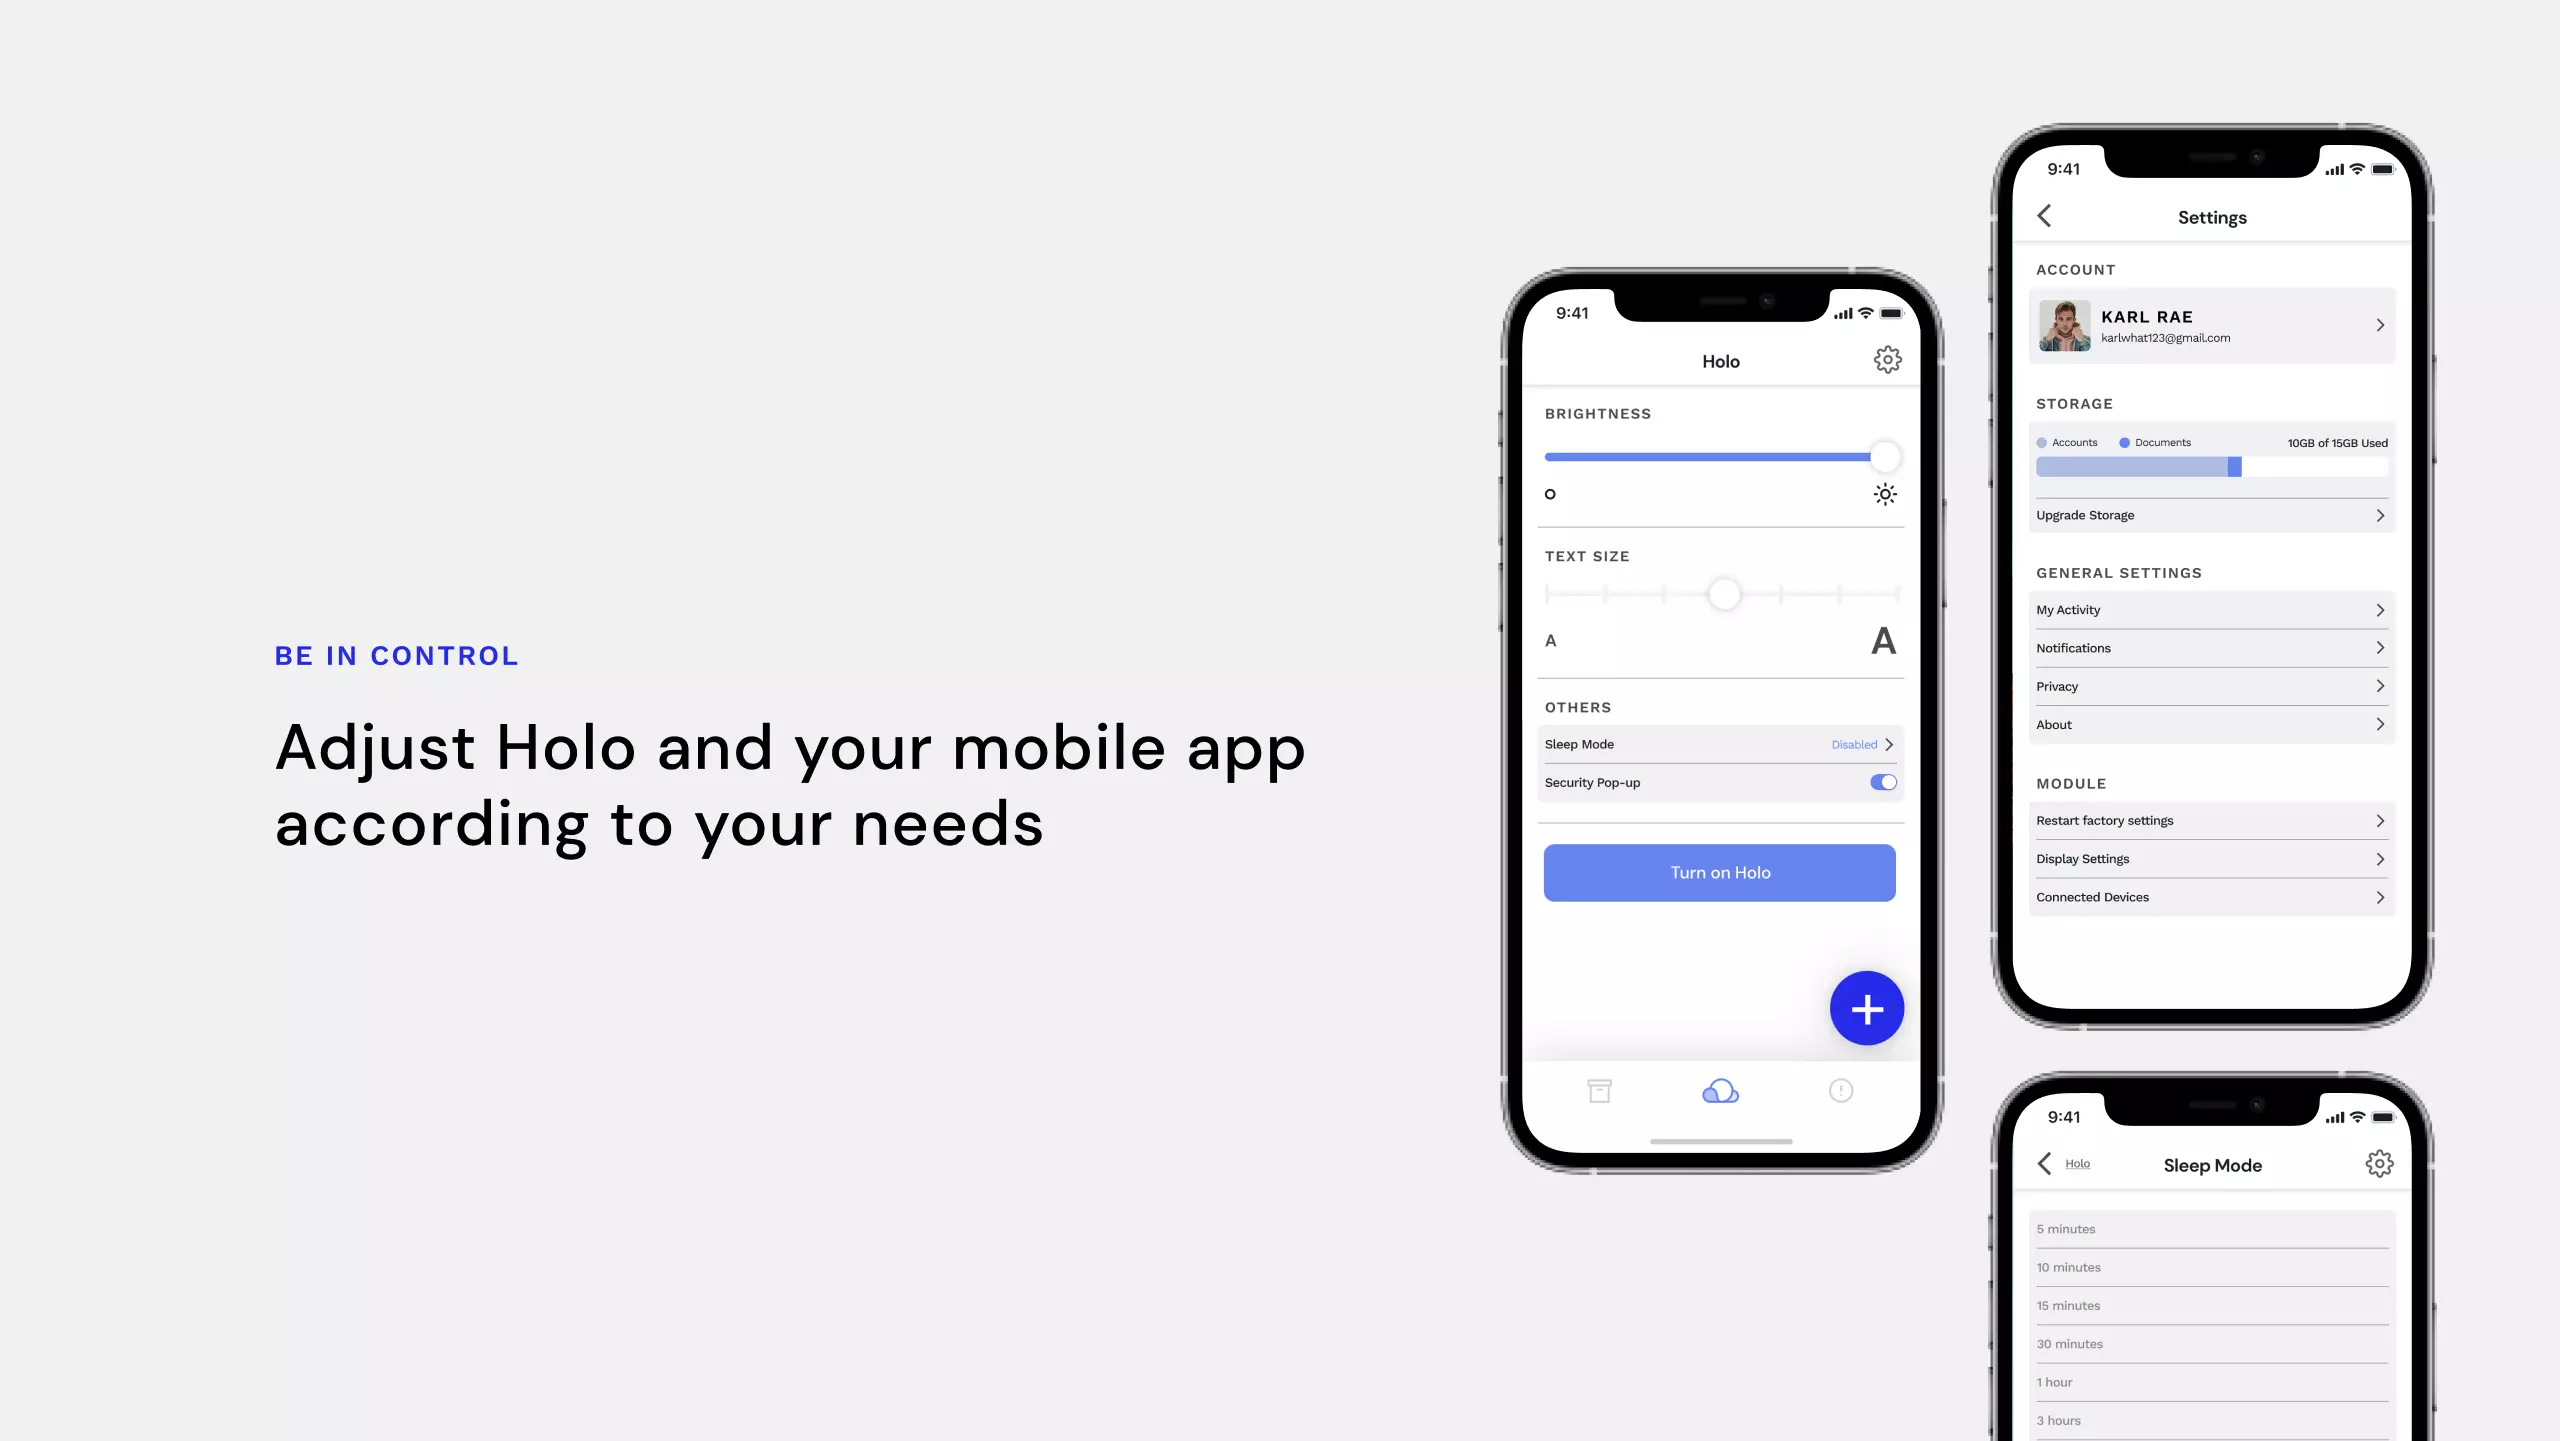 BE IN CONTROL
Adjust Holo and your mobile app
according to your needs
9:41
Holo
BRIGHTNESS
TEXT SIZE
A A
OTHERS
Sleep Mode Disabled
Security Pop-up
Turn on Holo
9:41
Settings
ACCOUNT
KARL RAE
karlwhat123@gmail.com
STORAGE
Accounts Documents 10GB of 15GB Used
Upgrade Storage
GENERAL SETTINGS
My Activity
Notifications
Privacy
About
MODULE
Restart factory settings
Display Settings
Connected Devices
9:41
Holo Sleep Mode
5 minutes
10 minutes
15 minutes
30 minutes
1 hour
3 hours